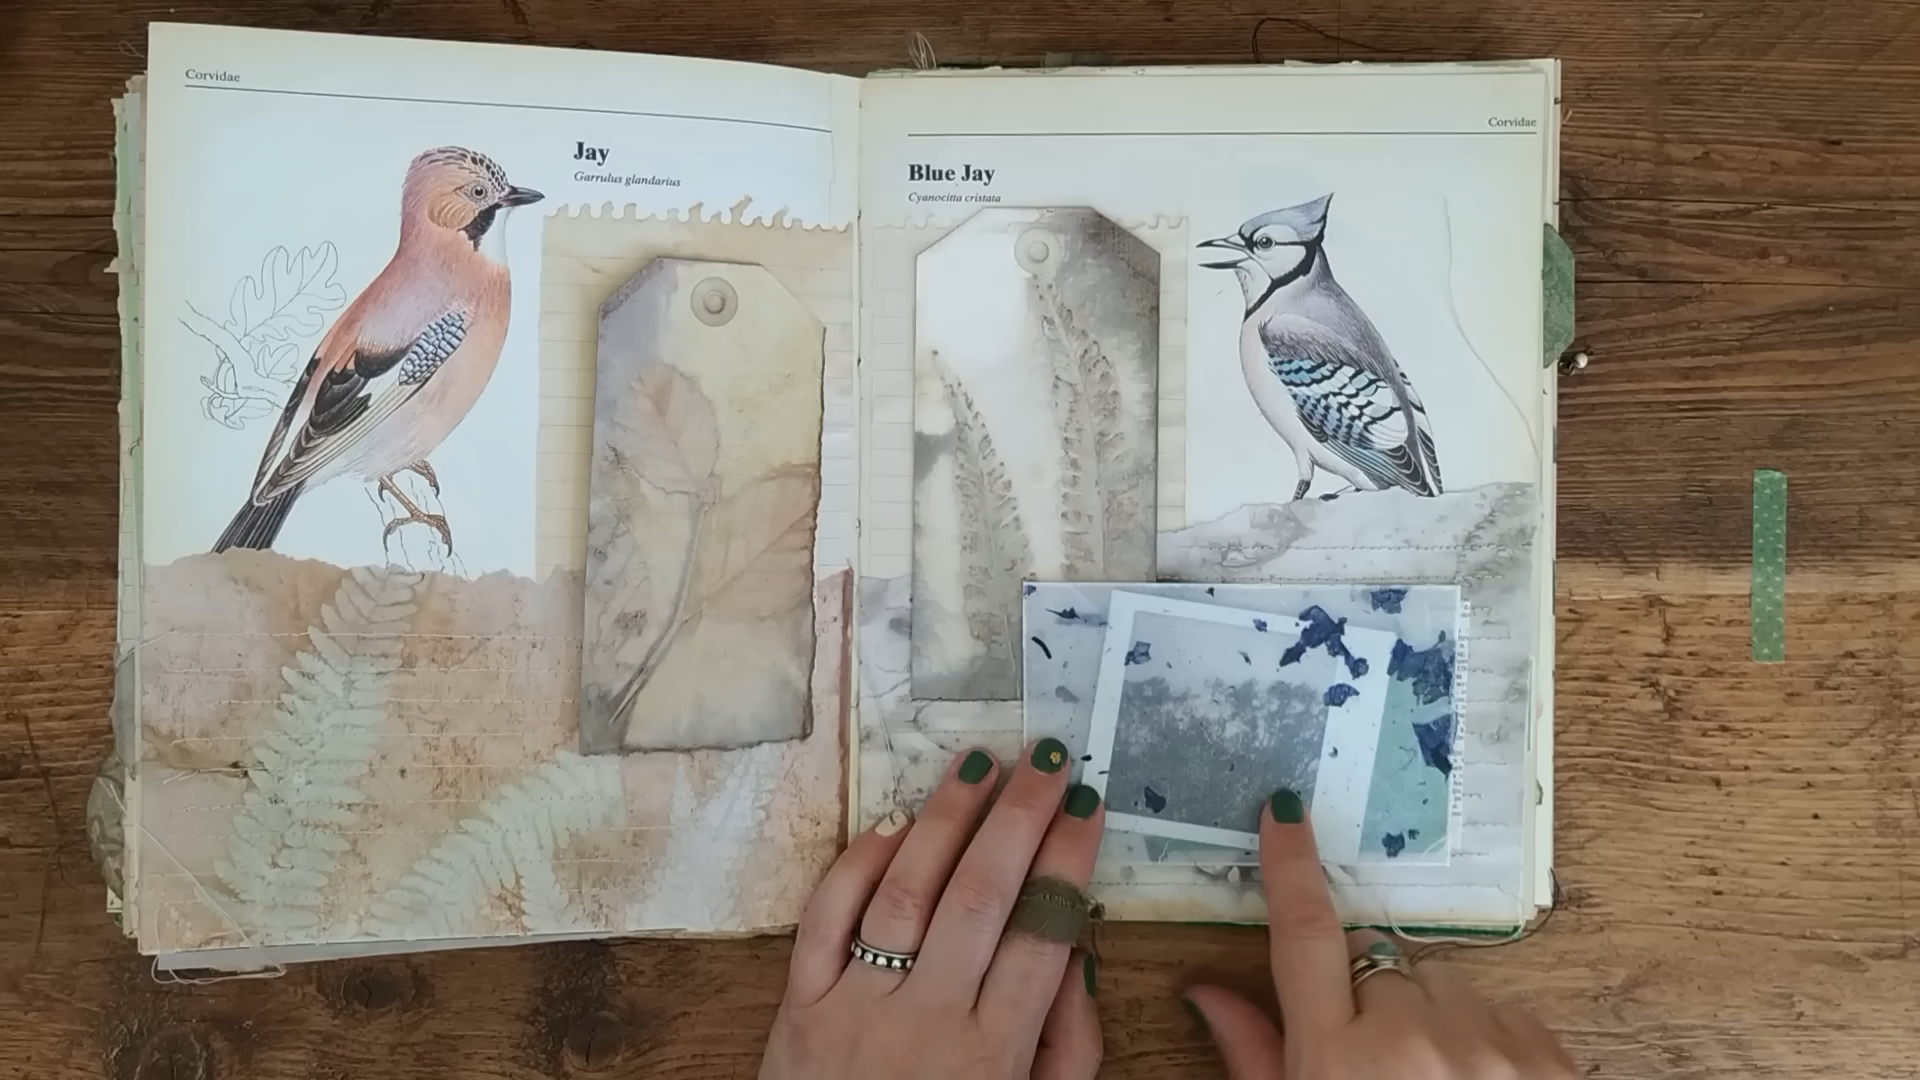 Corvidae
Jay
Garrulus glandarius
Corvidae
Blue Jay
Cyanocitta cristata